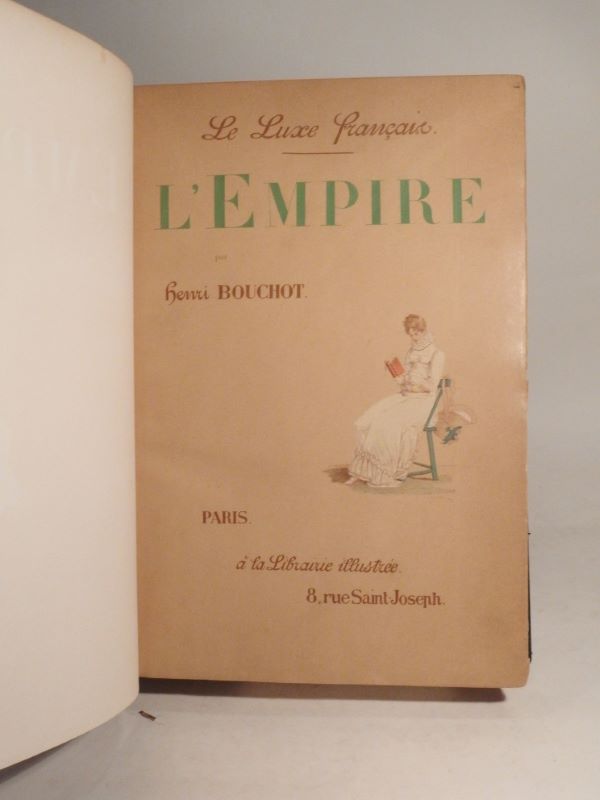 Le Luxe français.
L'EMPIRE
par
Henri BOUCHOT.
PARIS.
à la Librairie illustrée.
8, rue Saint-Joseph.